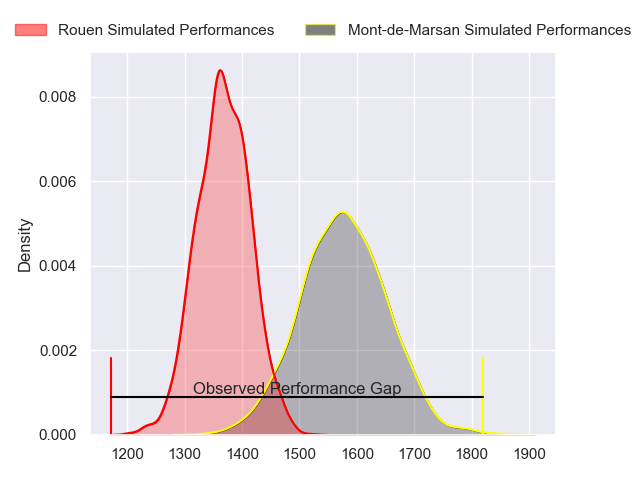 Rouen Simulated Performances
Mont-de-Marsan Simulated Performances
0.008
0.006
0.004
0.002
0.000
Density
Observed Performance Gap
1200 1300 1400 1500 1600 1700 1800 1900